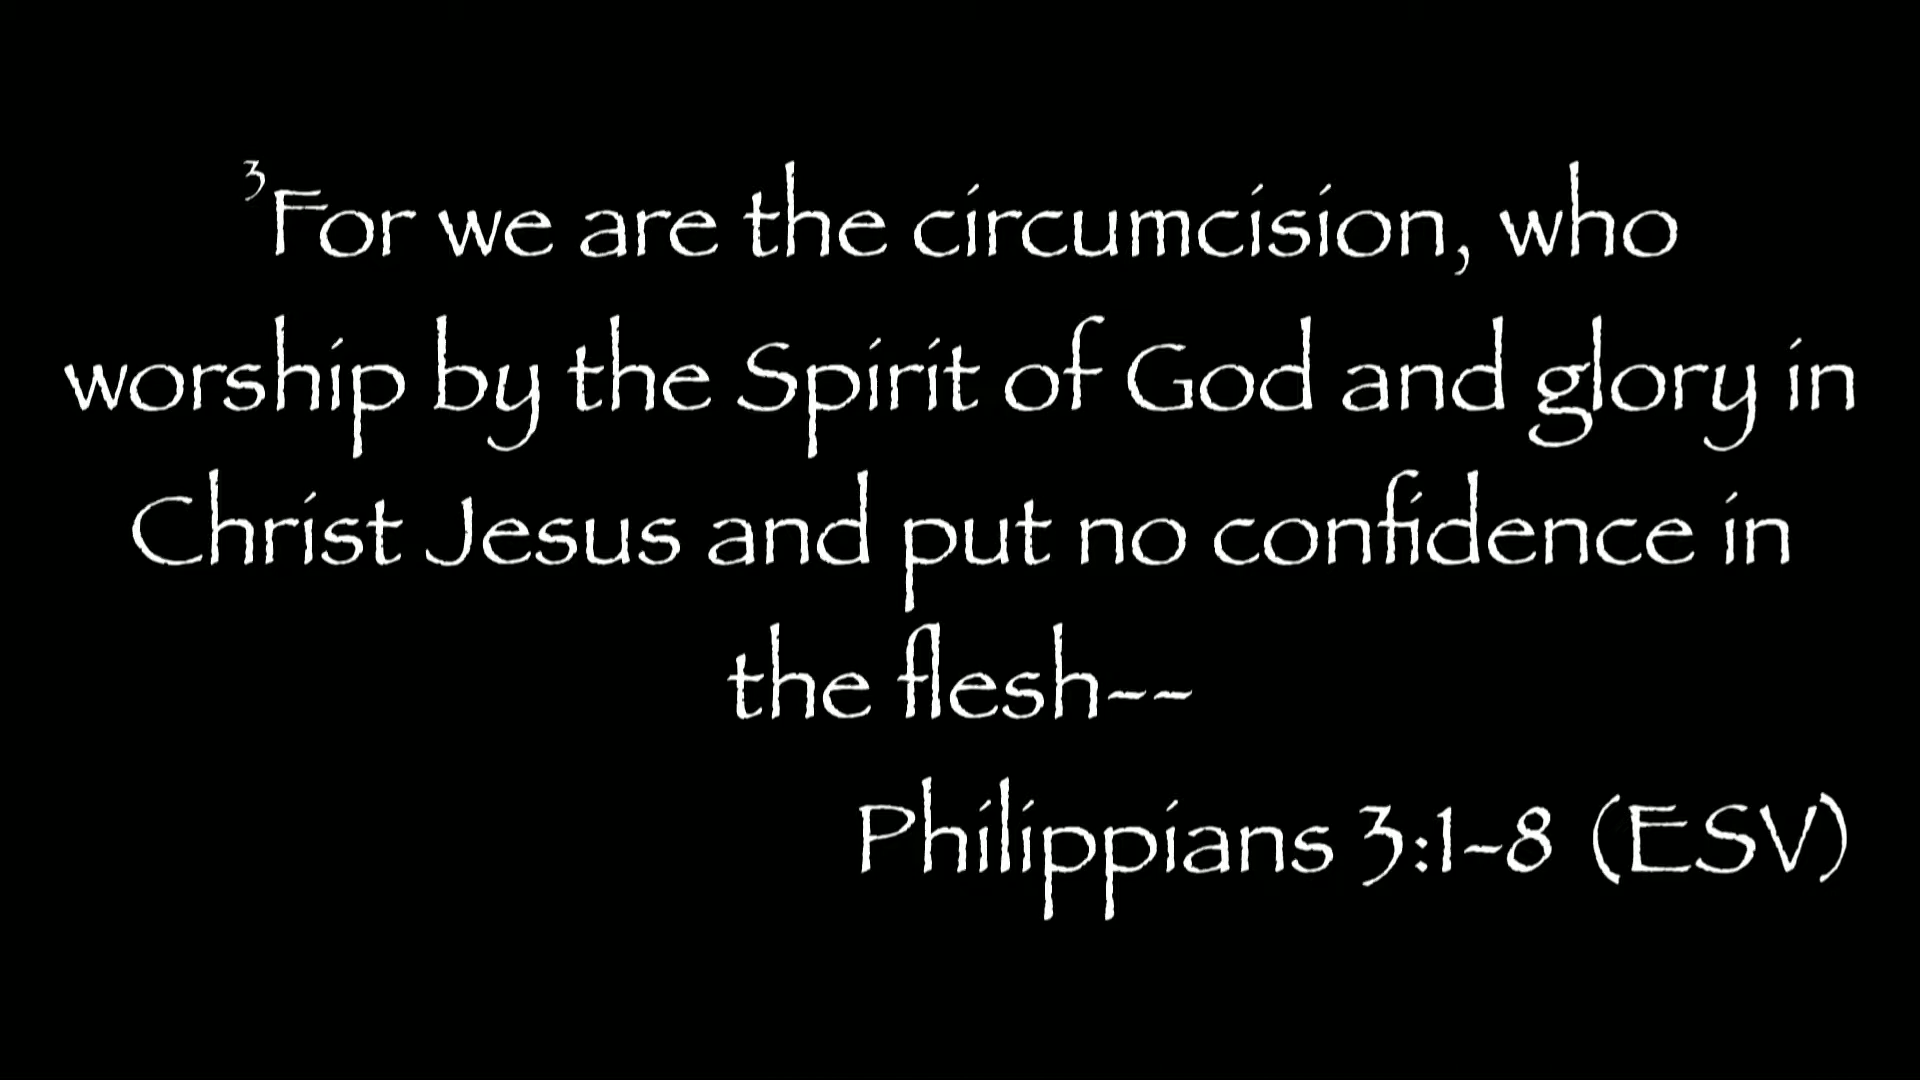 ³For we are the circumcision, who
worship by the Spirit of God and glory in
Christ Jesus and put no confidence in
the flesh--
Philippians 3:1-8 (ESV)